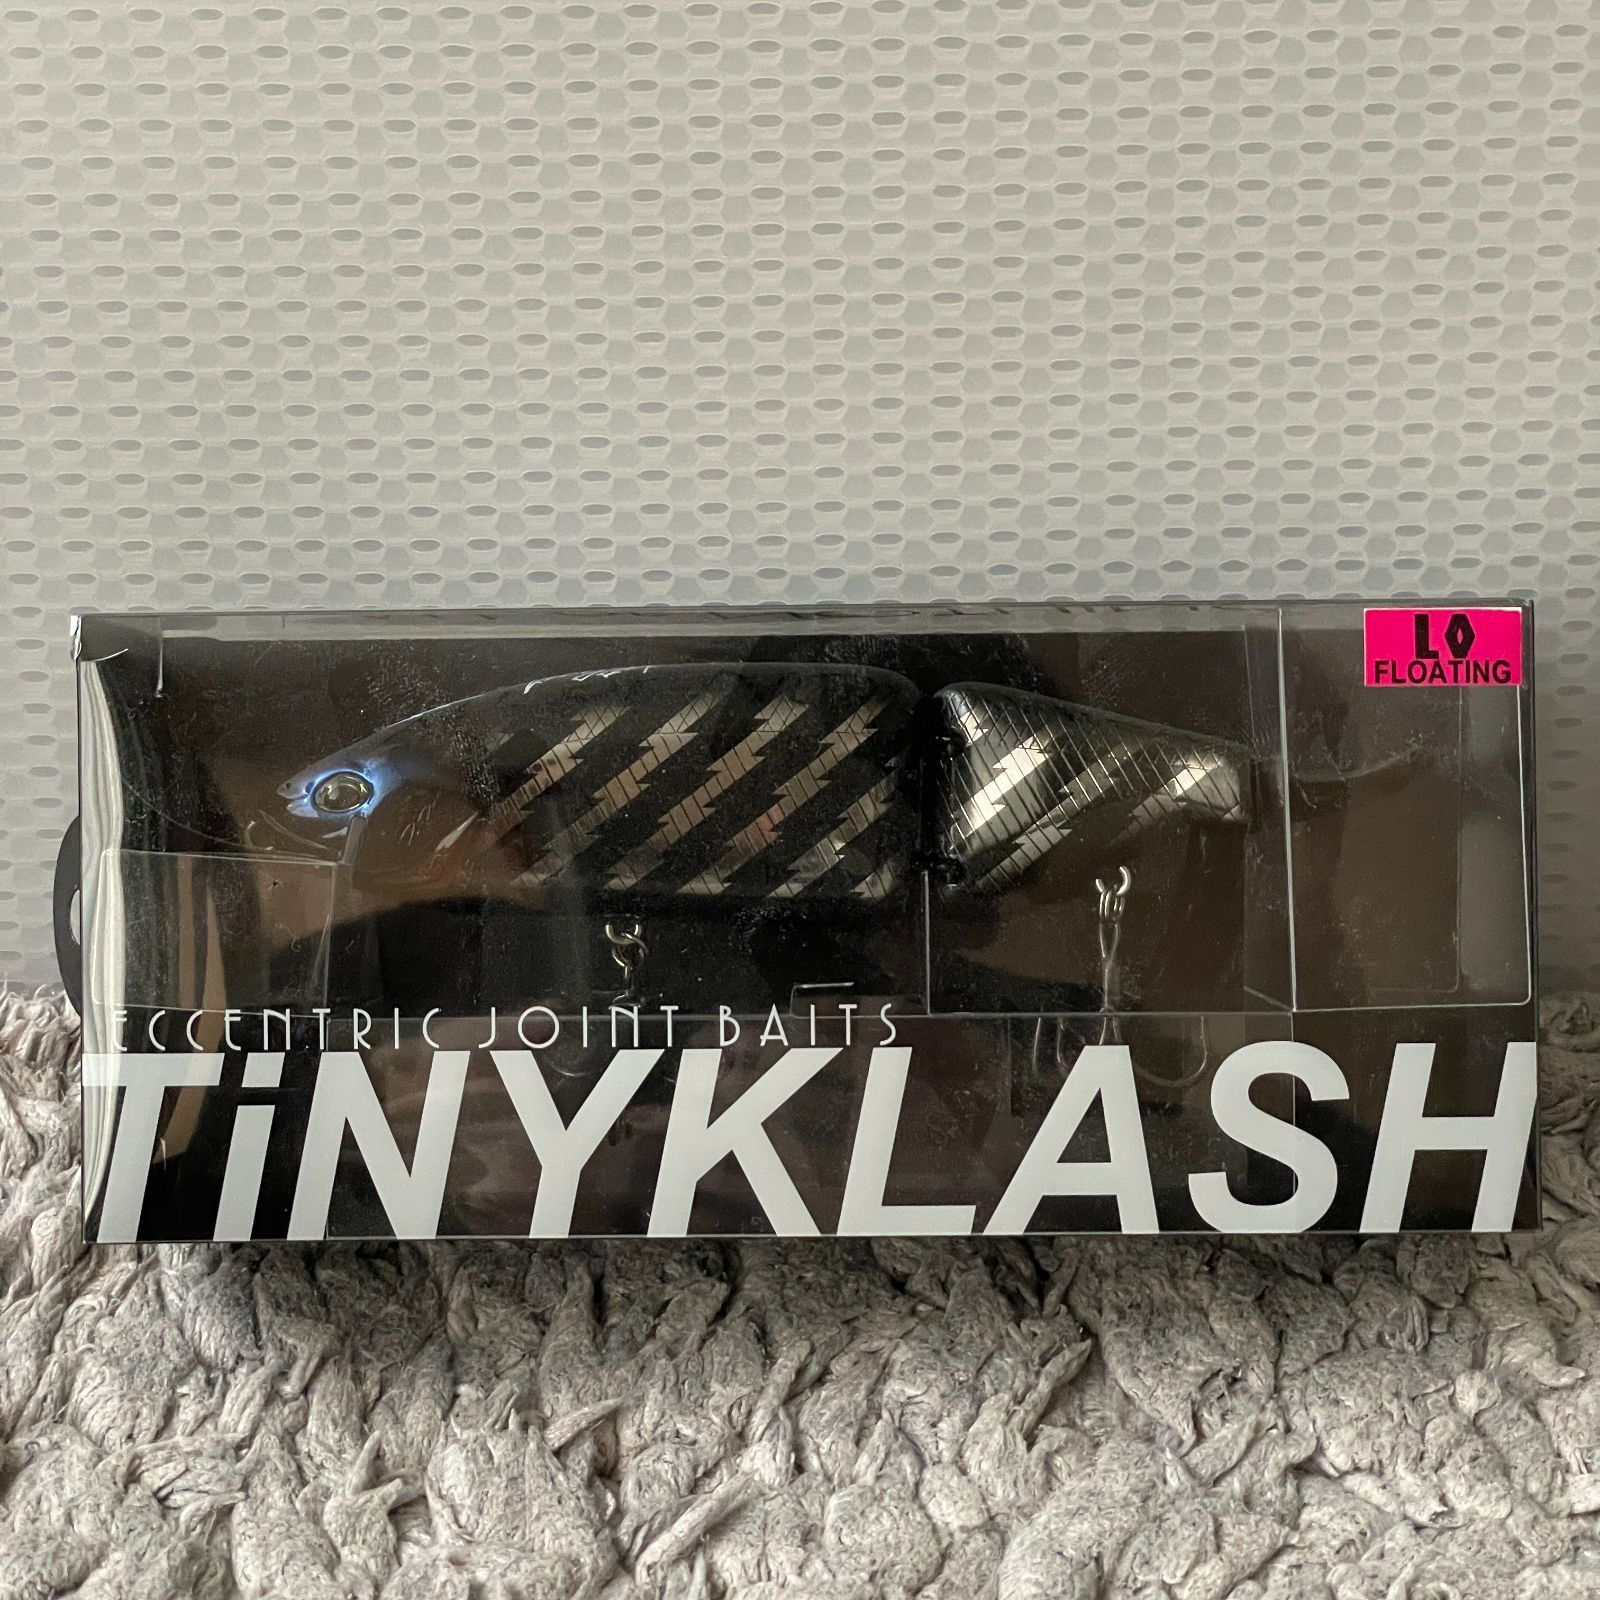 LO
FLOATING
ECCENTRIC JOINT BAITS
TiNYKLASH